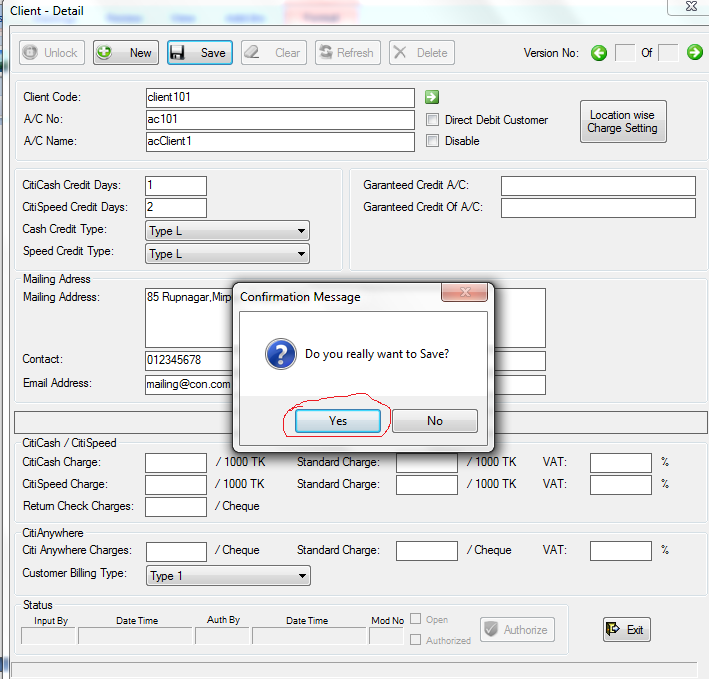 Client - Detail
Unlock New Save Clear Refresh Delete Version No: Of
Client Code: client101
A/C No: ac101 Direct Debit Customer
A/C Name: acClient1 Disable
Location wise
Charge Setting
CitiCash Credit Days: 1 Garanteed Credit A/C:
CitiSpeed Credit Days: 2 Garanteed Credit Of A/C:
Cash Credit Type: Type L
Speed Credit Type: Type L
Mailing Adress
Mailing Address: 85 Rupnagar,Mirp
Contact: 012345678
Email Address: mailing@con.com
Confirmation Message
Do you really want to Save?
Yes No
CitiCash / CitiSpeed
CitiCash Charge: / 1000 TK Standard Charge: / 1000 TK VAT: %
CitiSpeed Charge: / 1000 TK Standard Charge: / 1000 TK VAT: %
Return Check Charges: / Cheque
CitiAnywhere
Citi Anywhere Charges: / Cheque Standard Charge: / Cheque VAT: %
Customer Billing Type: Type 1
Status
Input By Date Time Auth By Date Time Mod No Open
Authorized
Authorize Exit